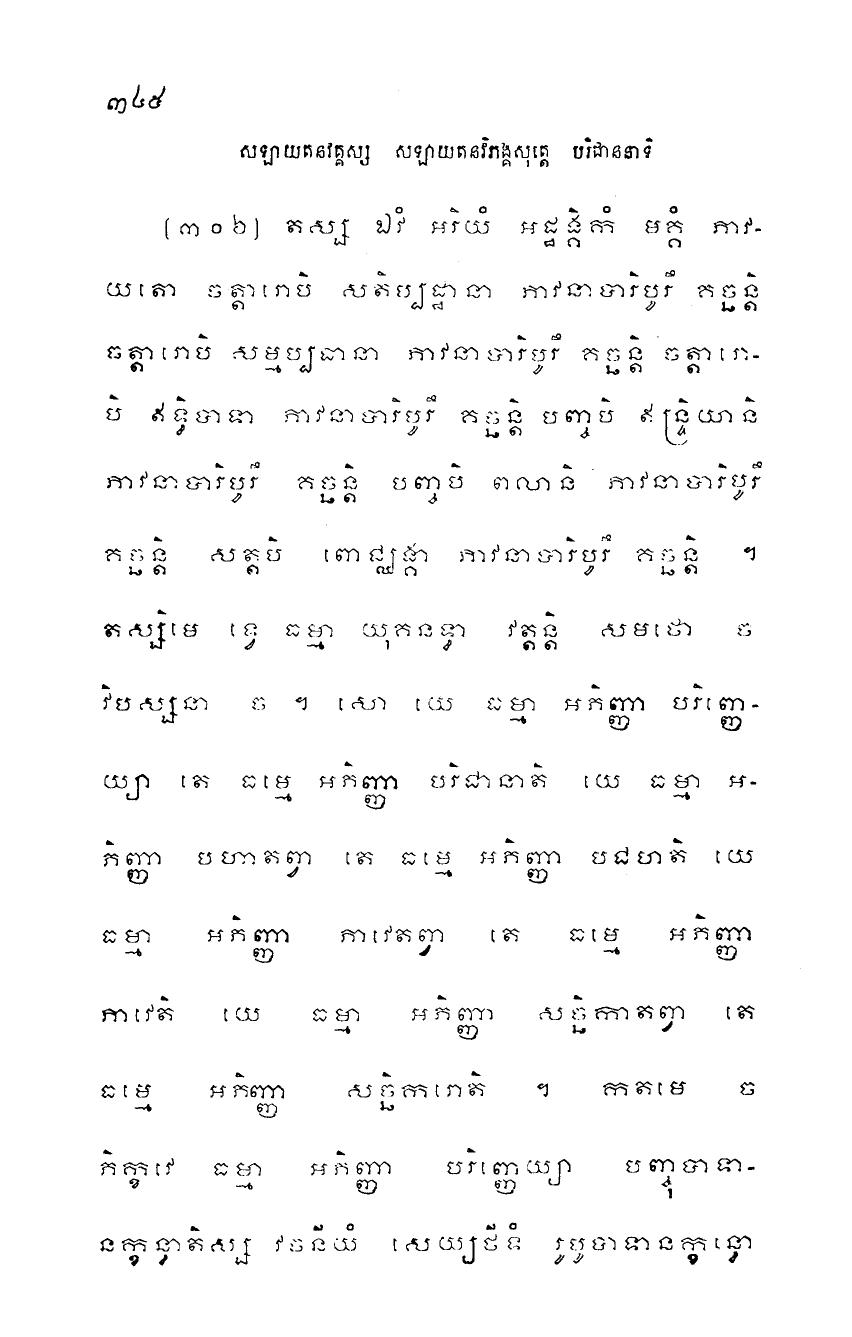 ៣៤៥
សឡាយតនវគ្គស្ស សឡាយតនវិភង្គសុត្តេ បរិដានទាទិ
(៣០៦) តស្ស ឯវំ អរិយំ អដ្ឋង្គិកំ មគ្គំ ភាវ-
យតោ ចត្តារោបិ សតិប្បដ្ឋានា ភាវនាបារិបូរឹ គច្ឆន្តិ
ចត្តារោបិ សម្មប្បធានា ភាវនាបារិបូរឹ គច្ឆន្តិ ចត្តារោ-
បិ ឥទ្ធិបាទា ភាវនាបារិបូរឹ គច្ឆន្តិ បញ្ចបិ ឥន្ទ្រិយានិ
ភាវនាបារិបូរឹ គច្ឆន្តិ បញ្ចបិ ពលានិ ភាវនាបារិបូរឹ
គច្ឆន្តិ សត្តបិ ពោជ្ឈង្គា ភាវនាបារិបូរឹ គច្ឆន្តិ ។
តស្សិមេ ទ្វេ ធម្មា យុគនទ្ធា វត្តន្តិ សមថោ ច
វិបស្សនា ច ។ សោ យេ ធម្មា អភិញ្ញា បរិញ្ញេ-
យ្យា តេ ធម្មេ អភិញ្ញា បរិជានាតិ យេ ធម្មា អ-
ភិញ្ញា បហាតព្វា តេ ធម្មេ អភិញ្ញា បជហតិ យេ
ធម្មា អភិញ្ញា ភាវេតព្វា តេ ធម្មេ អភិញ្ញា
ភាវេតិ យេ ធម្មា អភិញ្ញា សច្ឆិកាតព្វា តេ
ធម្មេ អភិញ្ញា សច្ឆិករោតិ ។ កតមេ ច
ភិក្ខវេ ធម្មា អភិញ្ញា បរិញ្ញេយ្យា បញ្ចុបាទា-
នក្ខន្ធាតិស្ស វចនីយំ សេយ្យថីទំ រូបូបាទានក្ខន្ធោ